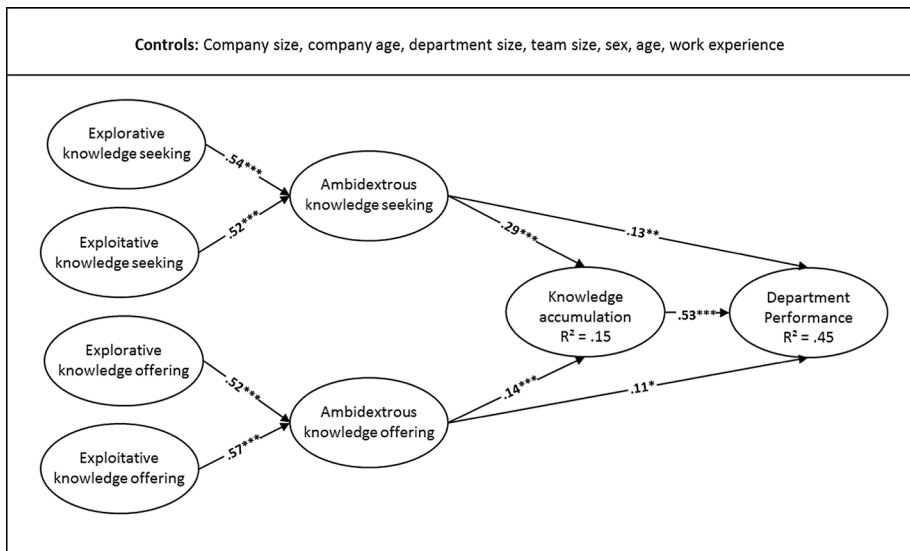 Controls: Company size, company age, department size, team size, sex, age, work experience
Explorative
knowledge seeking
.54***
Ambidextrous
knowledge seeking
.52***
Exploitative
knowledge seeking
.29***
.13**
Knowledge
accumulation
R² = .15
.53***
Department
Performance
R² = .45
Explorative
knowledge offering
.52***
Ambidextrous
knowledge offering
.57***
Exploitative
knowledge offering
.14***
.11*